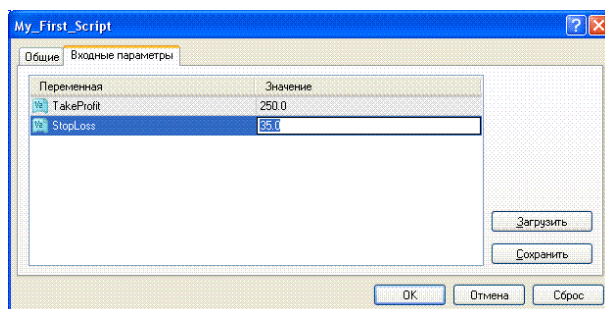 My_First_Script
Общие Входные параметры
Переменная Значение
TakeProfit 250.0
StopLoss 35.0
Загрузить
Сохранить
OK Отмена Сброс